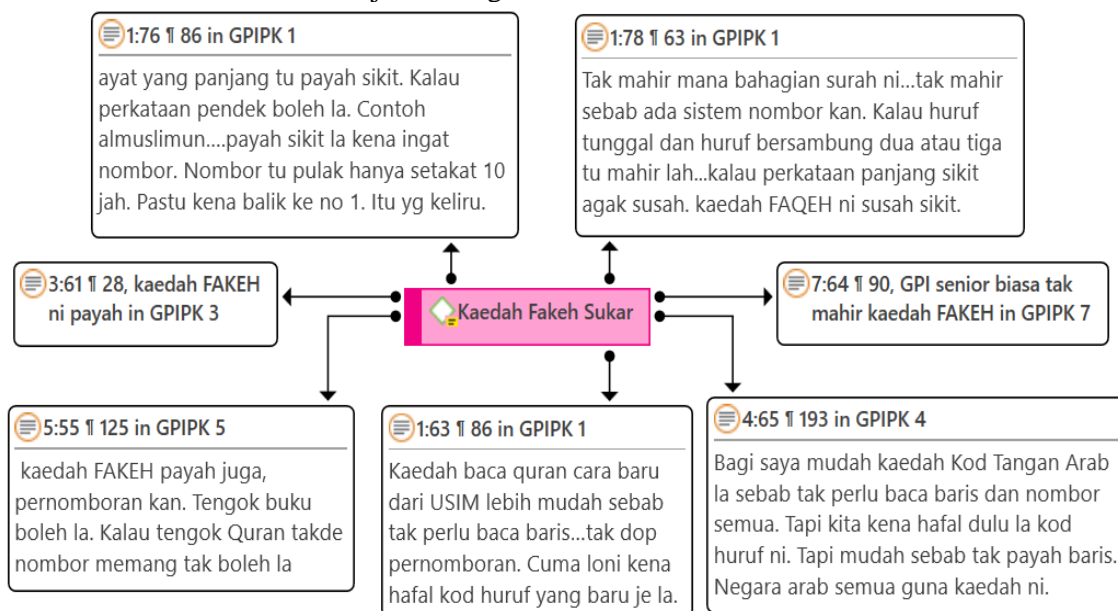 1:76 ¶ 86 in GPIPK 1
ayat yang panjang tu payah sikit. Kalau
perkataan pendek boleh la. Contoh
almuslimun....payah sikit la kena ingat
nombor. Nombor tu pulak hanya setakat 10
jah. Pastu kena balik ke no 1. Itu yg keliru.
1:78 ¶ 63 in GPIPK 1
Tak mahir mana bahagian surah ni...tak mahir
sebab ada sistem nombor kan. Kalau huruf
tunggal dan huruf bersambung dua atau tiga
tu mahir lah...kalau perkataan panjang sikit
agak susah. kaedah FAQEH ni susah sikit.
3:61 ¶ 28, kaedah FAKEH
ni payah in GPIPK 3
Kaedah Fakeh Sukar
7:64 ¶ 90, GPI senior biasa tak
mahir kaedah FAKEH in GPIPK 7
5:55 ¶ 125 in GPIPK 5
kaedah FAKEH payah juga,
pernomboran kan. Tengok buku
boleh la. Kalau tengok Quran takde
nombor memang tak boleh la
1:63 ¶ 86 in GPIPK 1
Kaedah baca quran cara baru
dari USIM lebih mudah sebab
tak perlu baca baris...tak dop
pernomboran. Cuma loni kena
hafal kod huruf yang baru je la.
4:65 ¶ 193 in GPIPK 4
Bagi saya mudah kaedah Kod Tangan Arab
la sebab tak perlu baca baris dan nombor
semua. Tapi kita kena hafal dulu la kod
huruf ni. Tapi mudah sebab tak payah baris.
Negara arab semua guna kaedah ni.